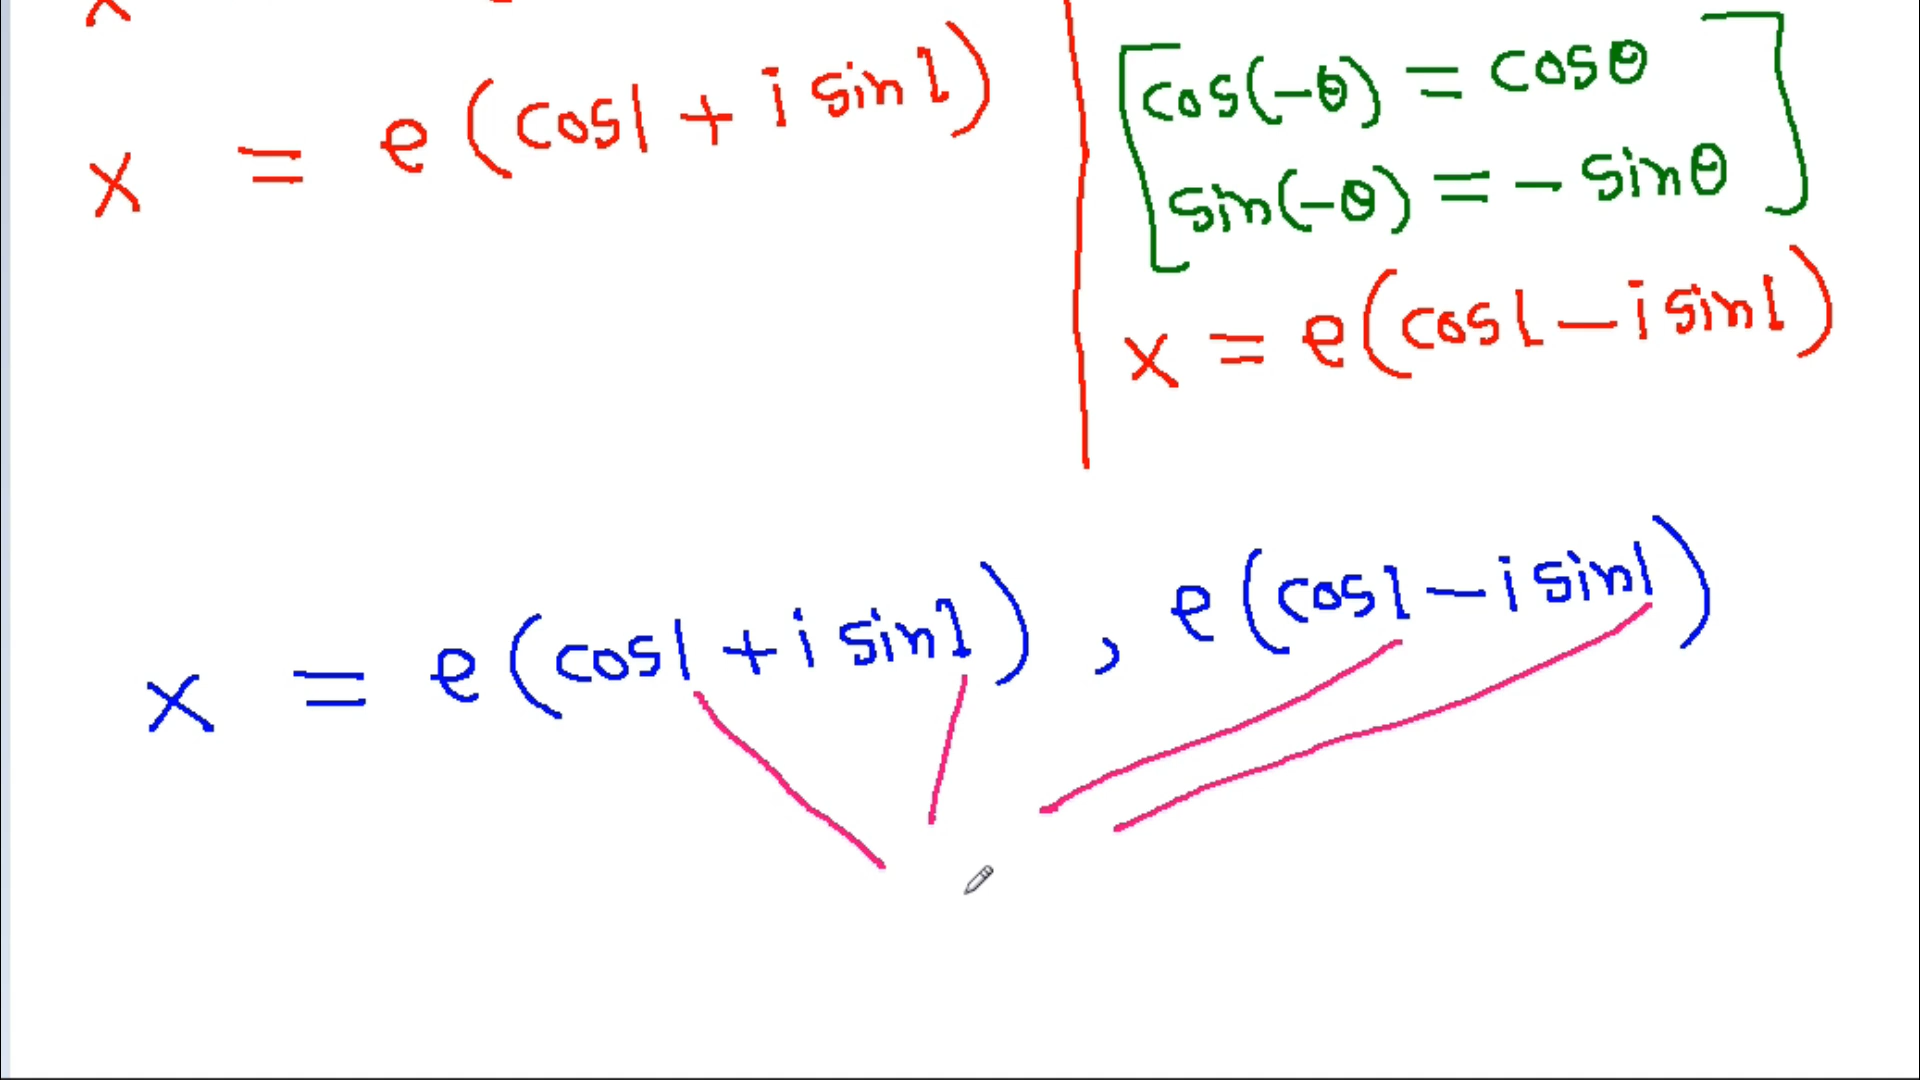 x
x = e(cos1 + i sin1)
cos(-θ) = cosθ
sin(-θ) = - sinθ
x = e(cos1 - i sin1)
x = e(cos1 + i sin1) , e(cos1 - i sin1)